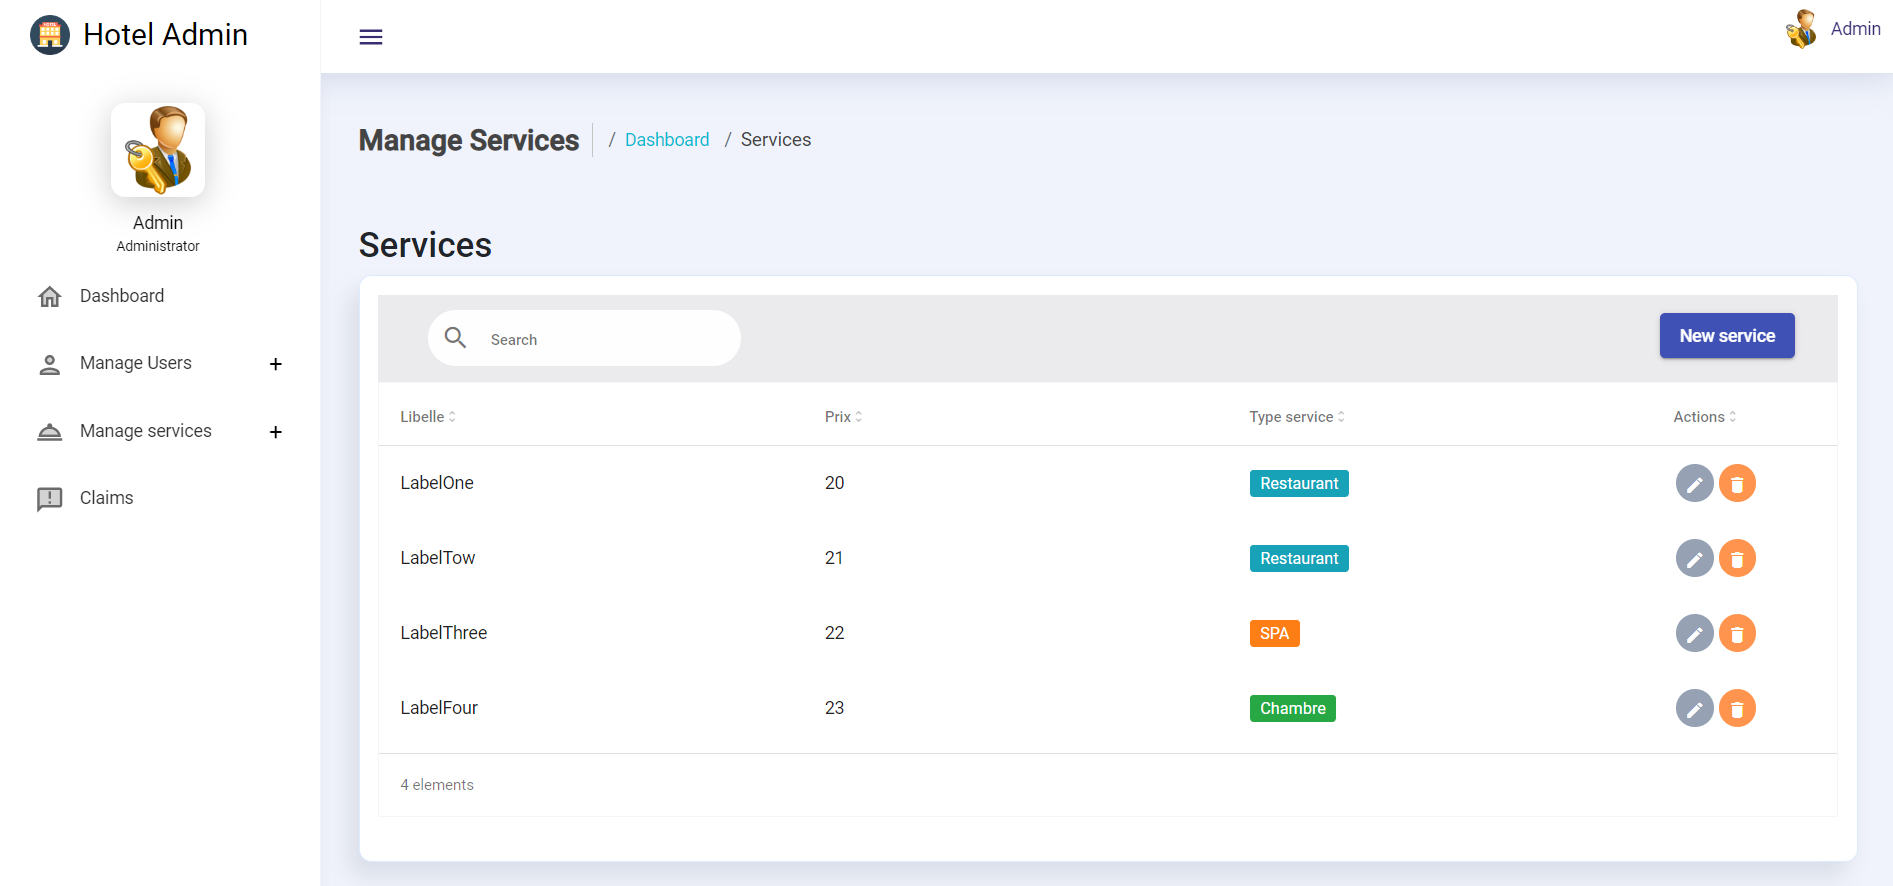 Hotel Admin
Admin
Manage Services / Dashboard / Services
Admin
Administrator
Dashboard
Manage Users +
Manage services +
Claims
Services
Search
New service
Libelle Prix Type service Actions
LabelOne 20 Restaurant
LabelTow 21 Restaurant
LabelThree 22 SPA
LabelFour 23 Chambre
4 elements